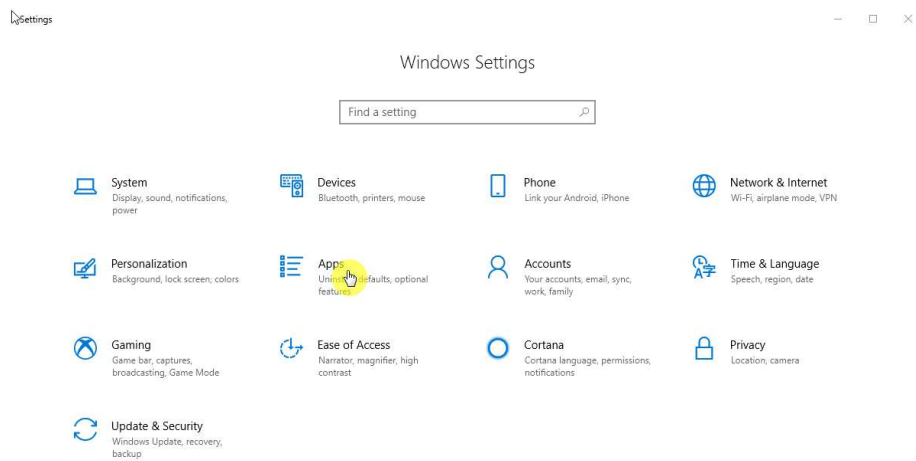 Settings
Windows Settings
Find a setting
System
Display, sound, notifications,
power
Devices
Bluetooth, printers, mouse
Phone
Link your Android, iPhone
Network & Internet
Wi-Fi, airplane mode, VPN
Personalization
Background, lock screen, colors
Apps
Uninstall, defaults, optional
features
Accounts
Your accounts, email, sync,
work, family
Time & Language
Speech, region, date
Gaming
Game bar, captures,
broadcasting, Game Mode
Ease of Access
Narrator, magnifier, high
contrast
Cortana
Cortana language, permissions,
notifications
Privacy
Location, camera
Update & Security
Windows Update, recovery,
backup